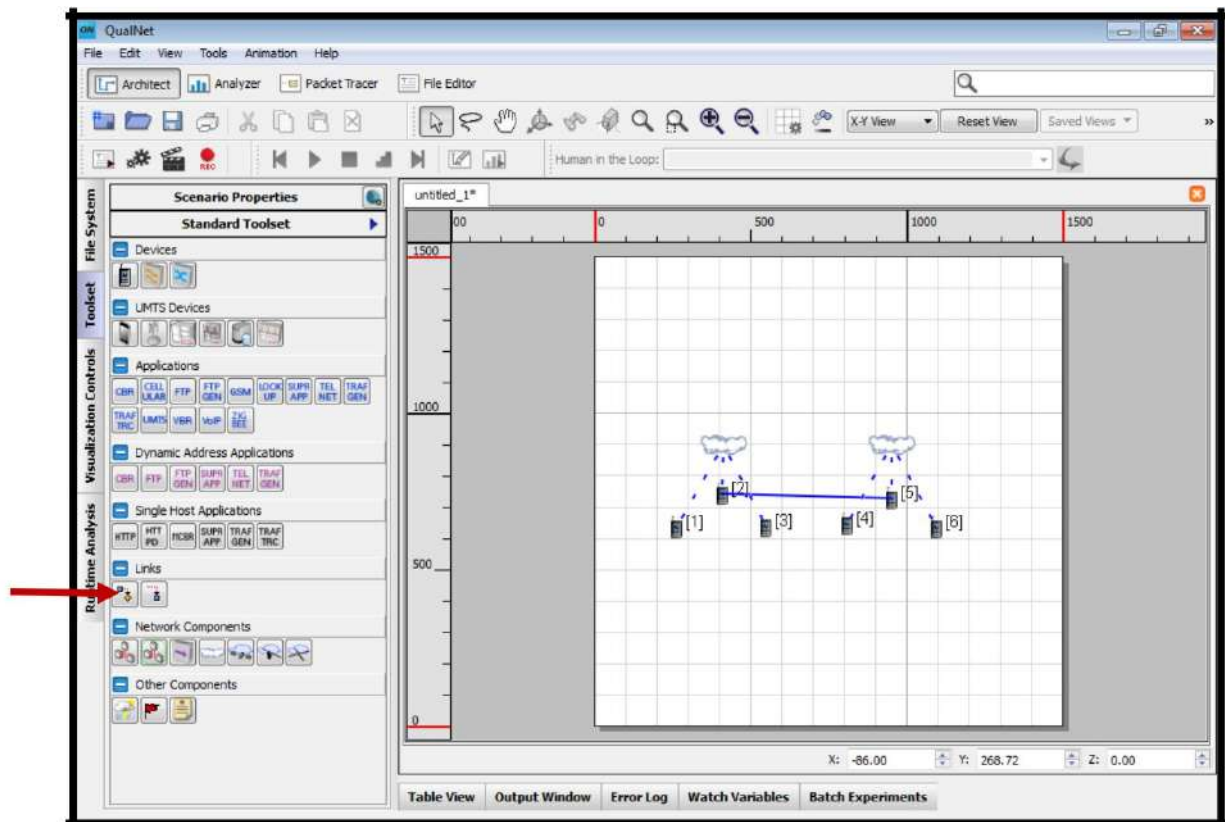 QualNet
File Edit View Tools Animation Help
Architect Analyzer Packet Tracer File Editor
X-Y View Reset View Saved Views »
REC Human in the Loop:
File System
Toolset
Visualization Controls
Runtime Analysis
Scenario Properties
Standard Toolset
Devices
UMTS Devices
Applications
CBR CELL ULAR FTP FTP GEN GSM LOOK UP SUPR APP TEL NET TRAF GEN
TRAF TRC UMTS VBR VoIP ZIG BEE
Dynamic Address Applications
CBR FTP FTP GEN SUPR APP TEL NET TRAF GEN
Single Host Applications
HTTP HTT PD MCBR SUPR APP TRAF GEN TRAF TRC
Links
Network Components
Other Components
untitled_1*
00 0 500 1000 1500
1500
1000
500
0
[2] [5]
[1] [3] [4] [6]
X: -86.00 Y: 268.72 Z: 0.00
Table View Output Window Error Log Watch Variables Batch Experiments